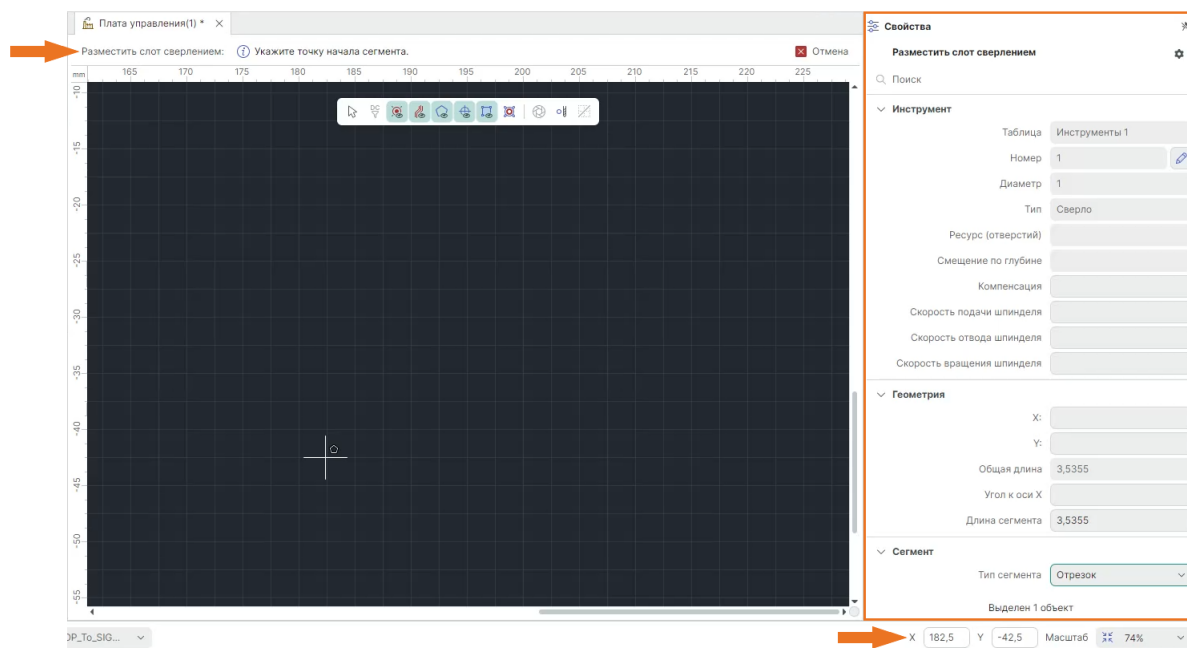 Плата управления(1) *
Разместить слот сверлением: Укажите точку начала сегмента. Отмена
mm 165 170 175 180 185 190 195 200 205 210 215 220 225
-10
-15
-20
-25
-30
-35
-40
-45
-50
-55
Свойства
Разместить слот сверлением
Поиск
Инструмент
Таблица Инструменты 1
Номер 1
Диаметр 1
Тип Сверло
Ресурс (отверстий)
Смещение по глубине
Компенсация
Скорость подачи шпинделя
Скорость отвода шпинделя
Скорость вращения шпинделя
Геометрия
X:
Y:
Общая длина 3,5355
Угол к оси X
Длина сегмента 3,5355
Сегмент
Тип сегмента Отрезок
Выделен 1 объект
OP_To_SIG... X 182,5 Y -42,5 Масштаб 74%